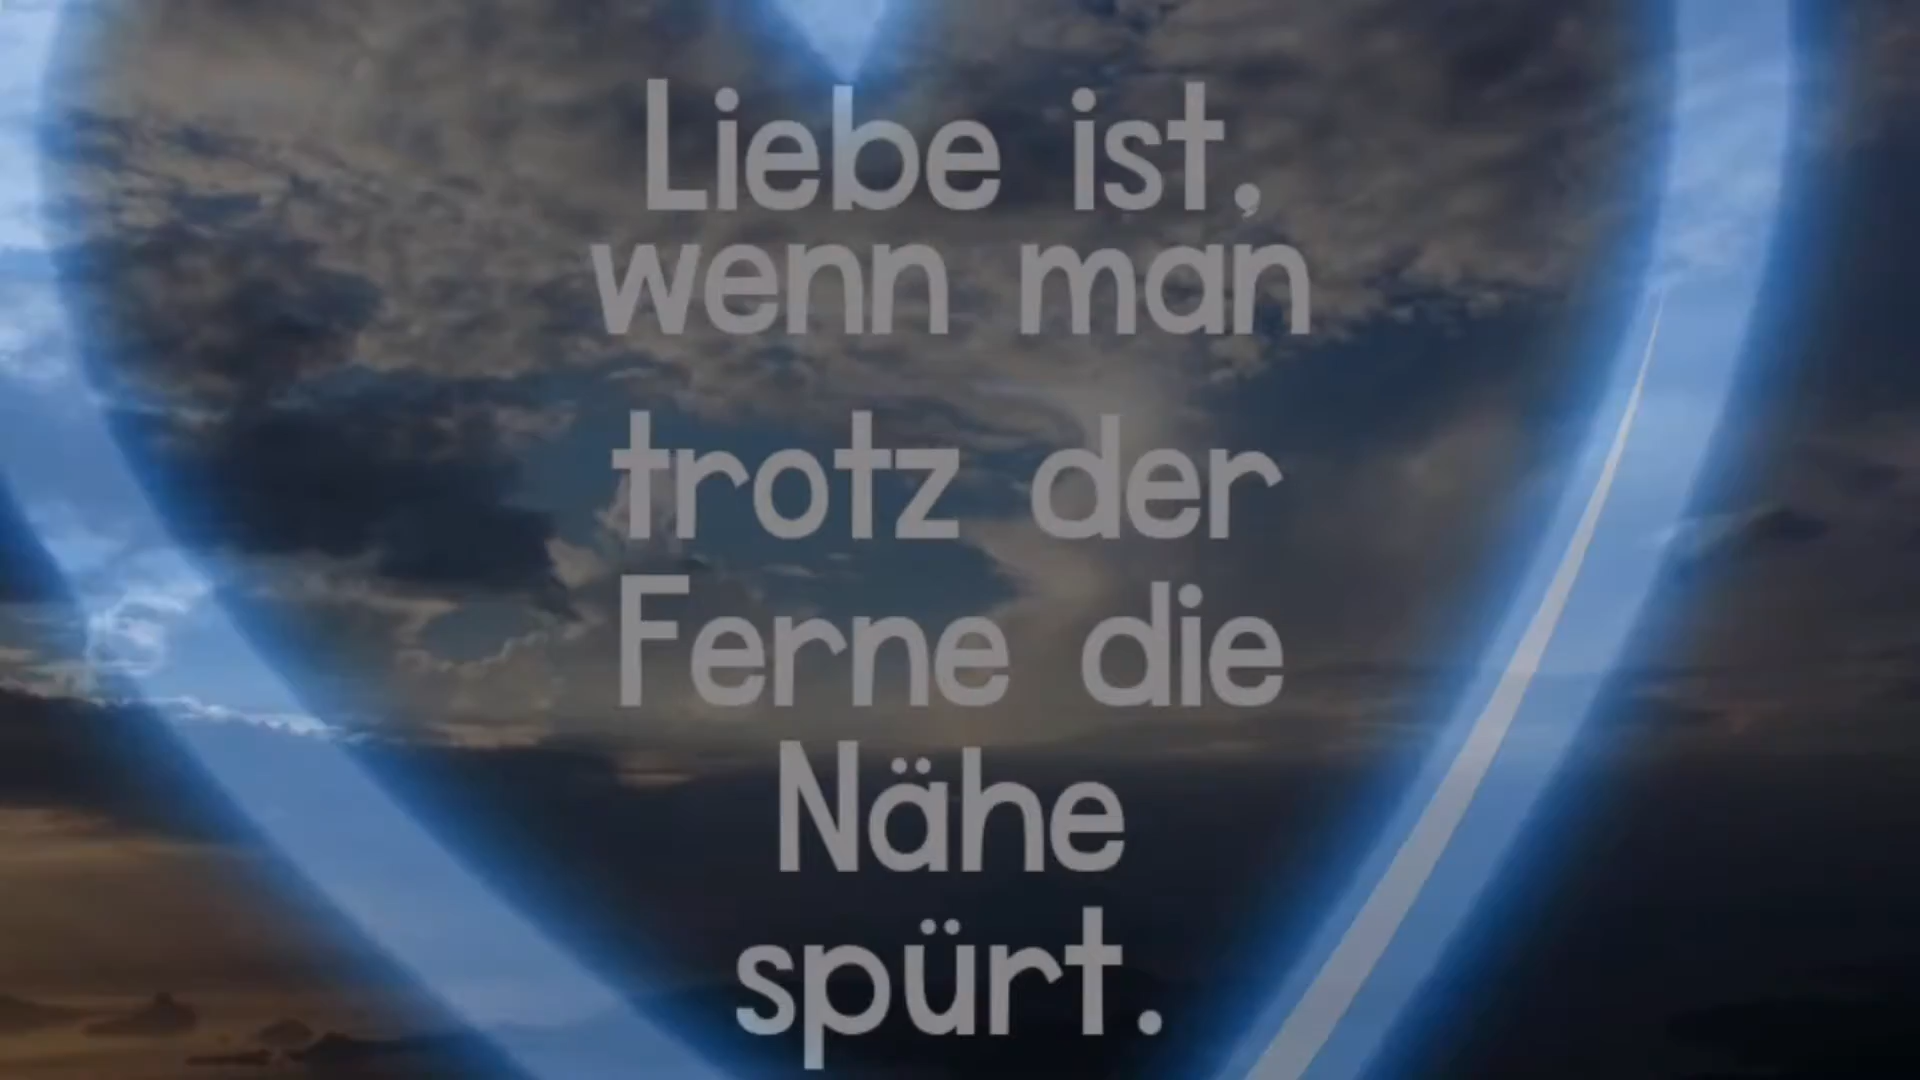 Liebe ist,
wenn man
trotz der
Ferne die
Nähe
spürt.